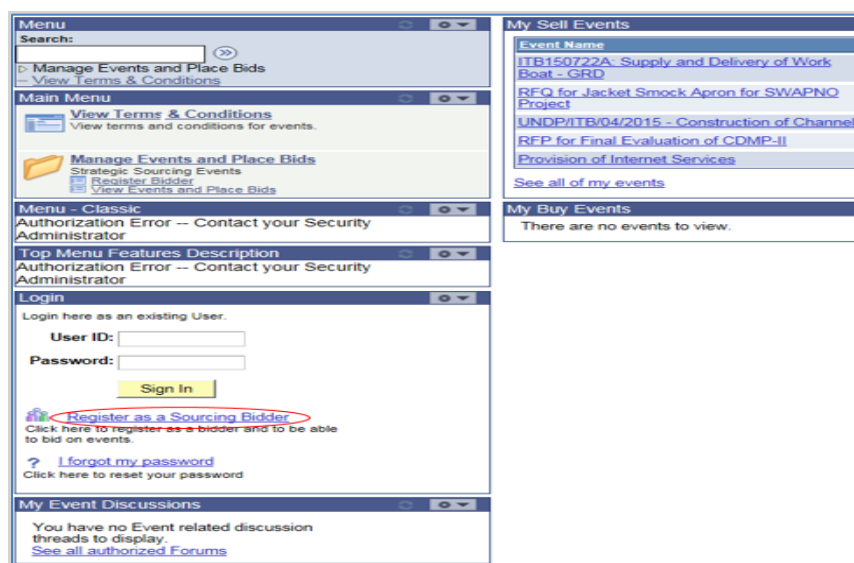 Menu
Search:
Manage Events and Place Bids
View Terms & Conditions
Main Menu
View Terms & Conditions
View terms and conditions for events.
Manage Events and Place Bids
Strategic Sourcing Events
Register Bidder
View Events and Place Bids
Menu - Classic
Authorization Error -- Contact your Security
Administrator
Top Menu Features Description
Authorization Error -- Contact your Security
Administrator
Login
Login here as an existing User.
User ID:
Password:
Sign In
Register as a Sourcing Bidder
Click here to register as a bidder and to be able
to bid on events.
? I forgot my password
Click here to reset your password
My Event Discussions
You have no Event related discussion
threads to display.
See all authorized Forums
My Sell Events
Event Name
ITB150722A: Supply and Delivery of Work
Boat - GRD
RFQ for Jacket Smock Apron for SWAPNO
Project
UNDP/ITB/04/2015 - Construction of Channel
RFP for Final Evaluation of CDMP-II
Provision of Internet Services
See all of my events
My Buy Events
There are no events to view.